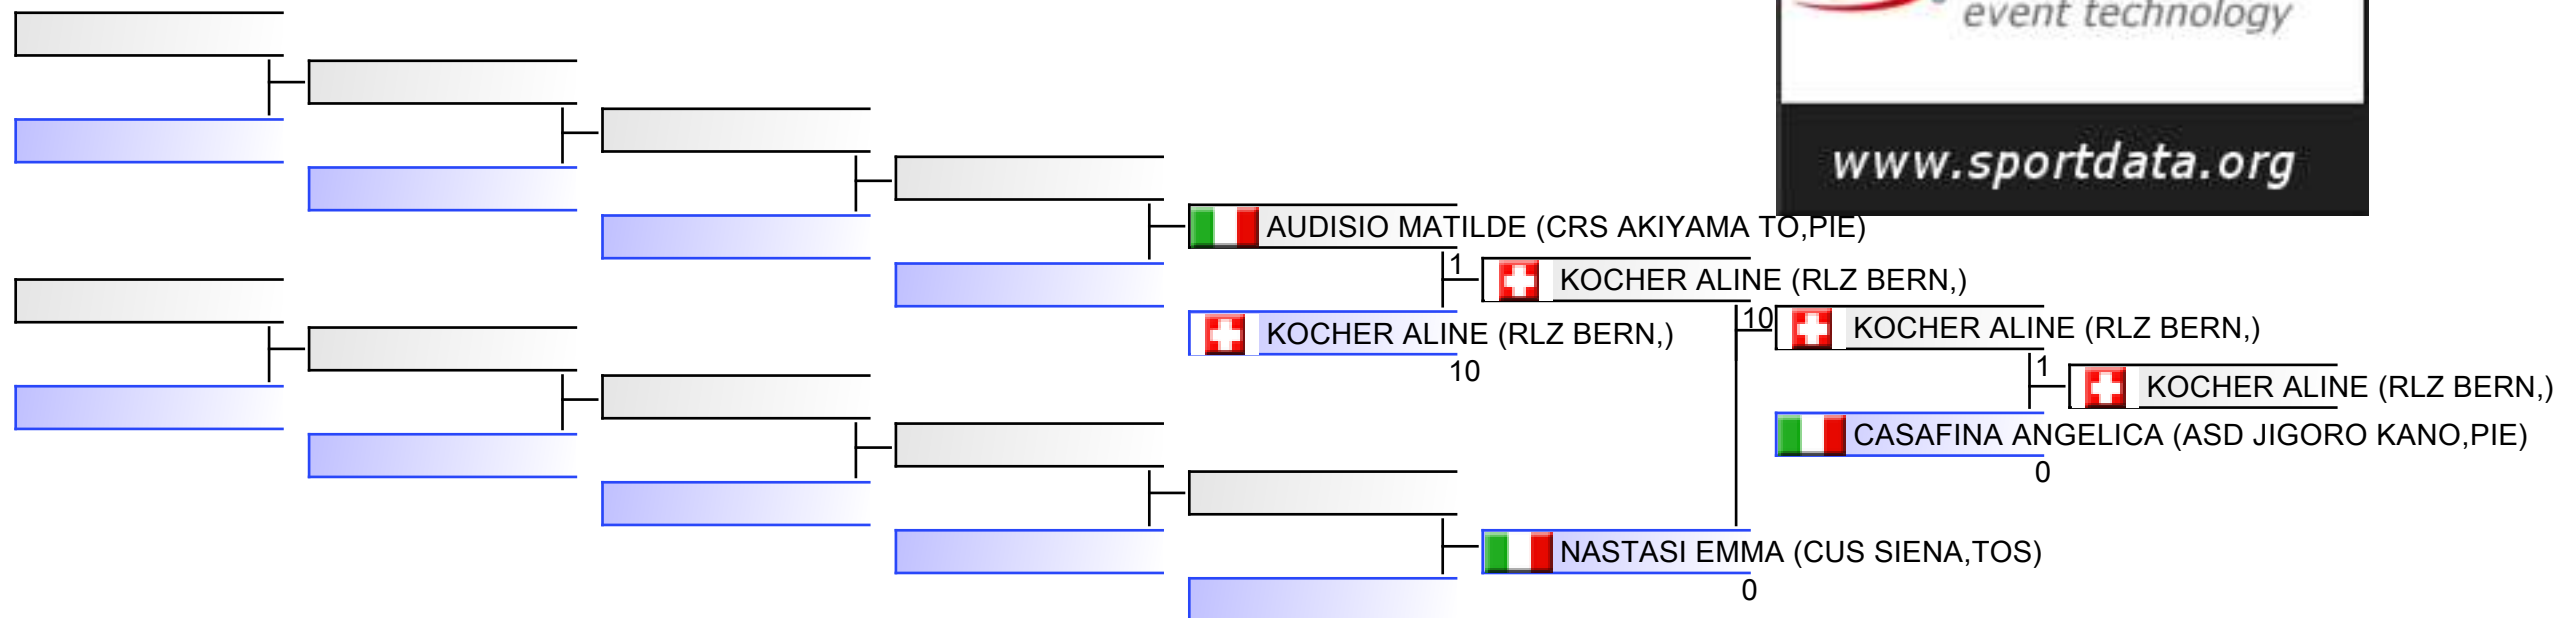 event technology
www.sportdata.org
AUDISIO MATILDE (CRS AKIYAMA TO,PIE)
1
KOCHER ALINE (RLZ BERN,)
KOCHER ALINE (RLZ BERN,)
10
10
KOCHER ALINE (RLZ BERN,)
1
KOCHER ALINE (RLZ BERN,)
CASAFINA ANGELICA (ASD JIGORO KANO,PIE)
0
NASTASI EMMA (CUS SIENA,TOS)
0